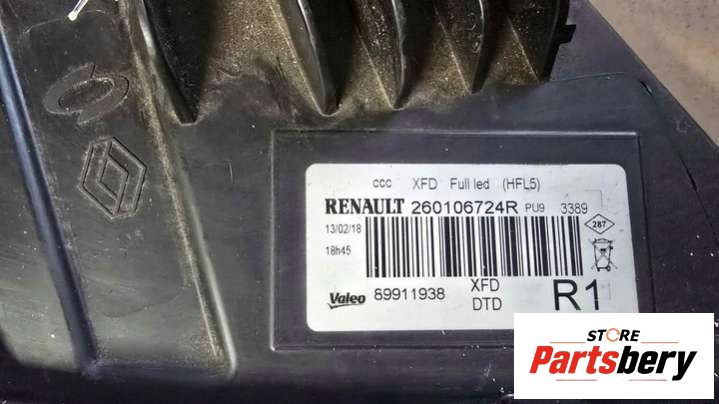 ccc XFD Full led (HFL5)
RENAULT 260106724R PU9 3389
13/02/18
18h45
287
Valeo 89911938 XFD
DTD
R1
STORE
Partsbery